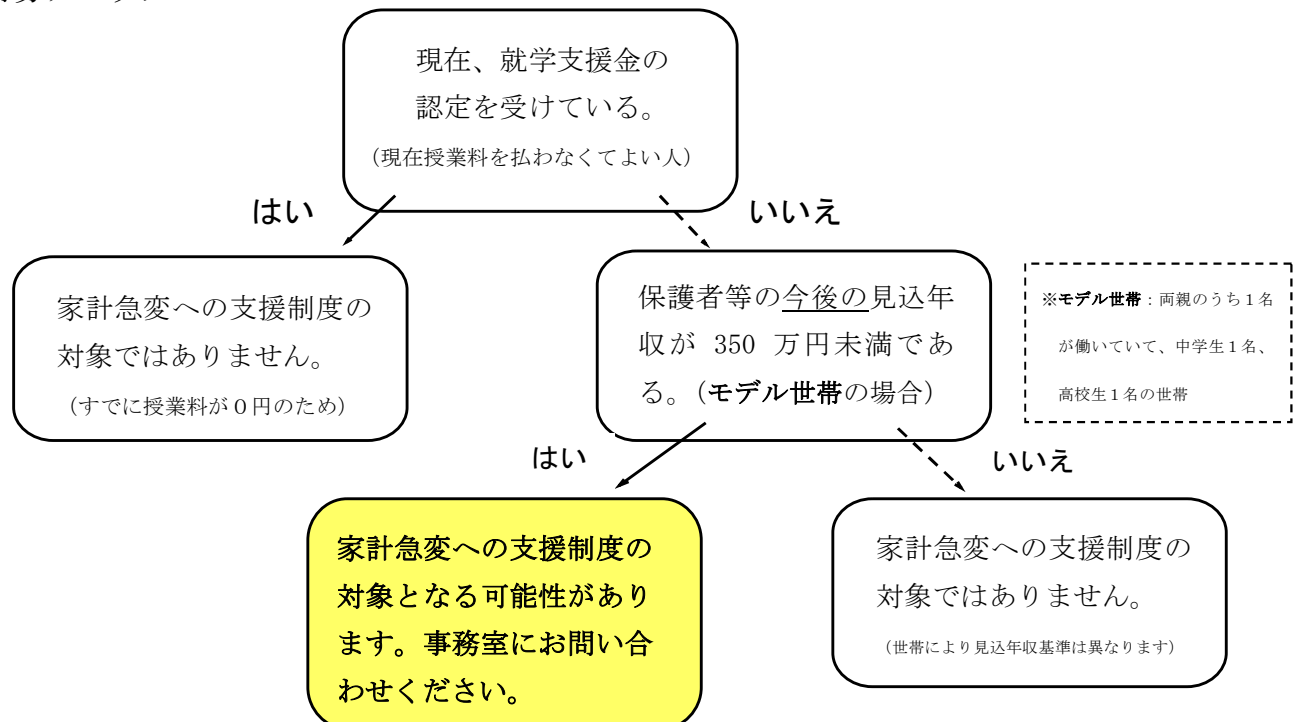 現在、就学支援金の
認定を受けている。
（現在授業料を払わなくてよい人）
はい
いいえ
家計急変への支援制度の
対象ではありません。
（すでに授業料が０円のため）
保護者等の今後の見込年
収が 350 万円未満であ
る。（モデル世帯の場合）
※モデル世帯：両親のうち１名
が働いていて、中学生１名、
高校生１名の世帯
はい
いいえ
家計急変への支援制度の
対象となる可能性があり
ます。事務室にお問い合
わせください。
家計急変への支援制度の
対象ではありません。
（世帯により見込年収基準は異なります）